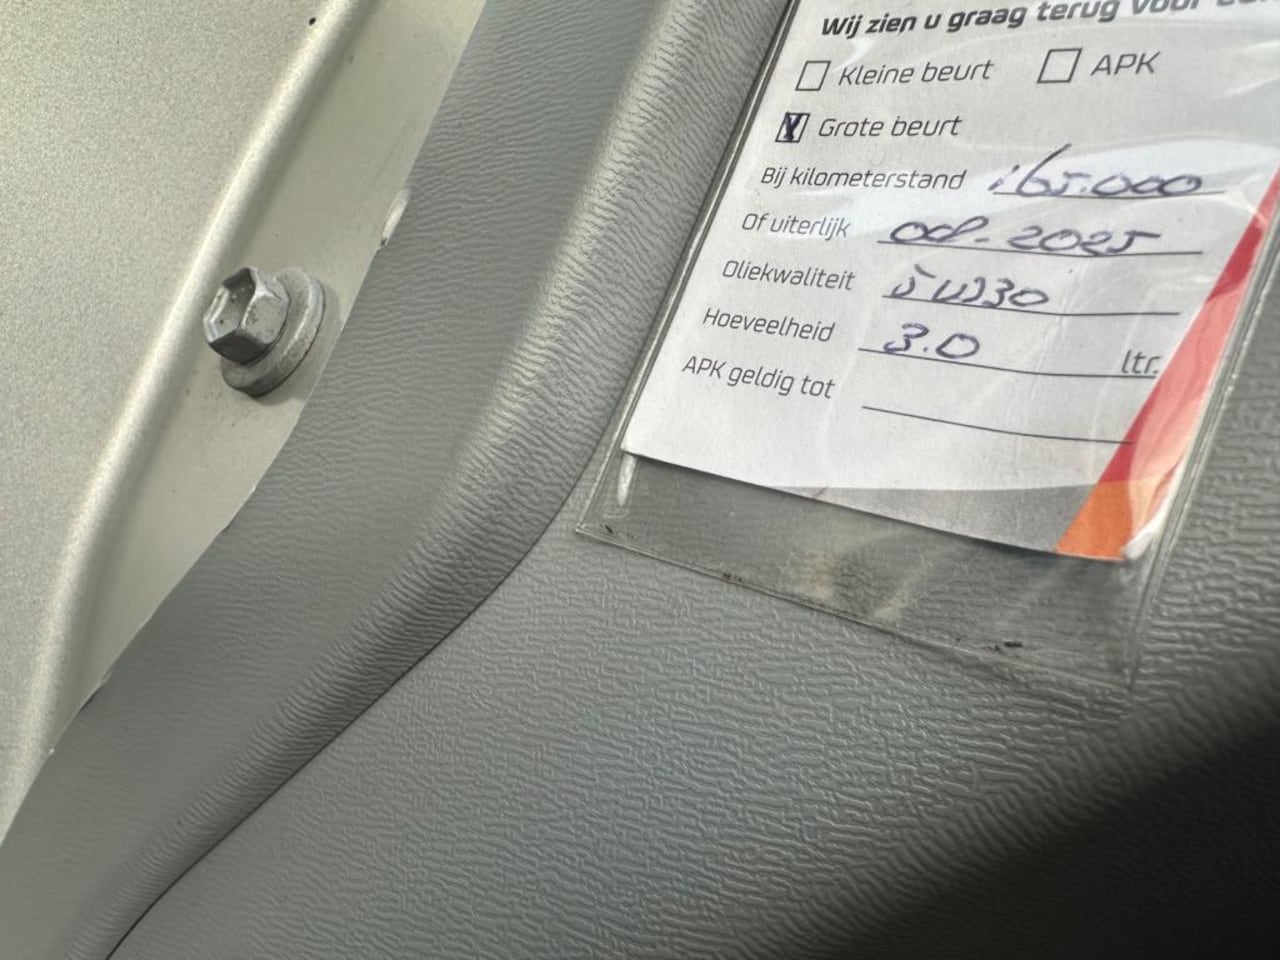 Wij zien u graag terug voor
Kleine beurt APK
Grote beurt
Bij kilometerstand 165.000
Of uiterlijk 2025
Oliekwaliteit 5W30
Hoeveelheid 3.0 ltr.
APK geldig tot